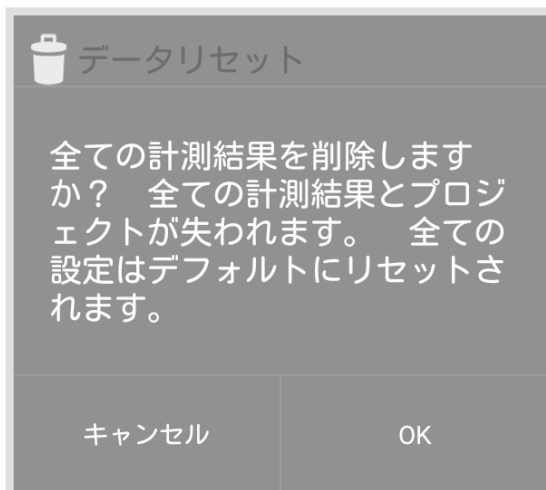 データリセット
全ての計測結果を削除します
か？　全ての計測結果とプロジ
ェクトが失われます。　全ての
設定はデフォルトにリセットさ
れます。
キャンセル
OK